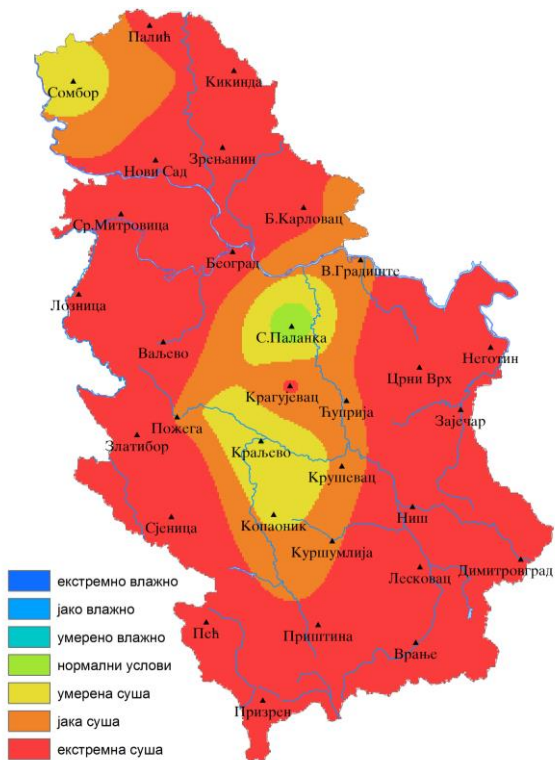 Палић
Кикинда
Сомбор
Зрењанин
Нови Сад
Б.Карловац
Ср.Митровица
Београд
В.Градиште
Лозница
С.Паланка
Ваљево
Неготин
Црни Врх
Крагујевац
Ћуприја
Зајечар
Пожега
Златибор
Краљево
Крушевац
Ниш
Сјеница
Копаоник
Куршумлија
Лесковац
Димитровград
Пећ
Приштина
Врање
Призрен
екстремно влажно
јако влажно
умерено влажно
нормални услови
умерена суша
јака суша
екстремна суша